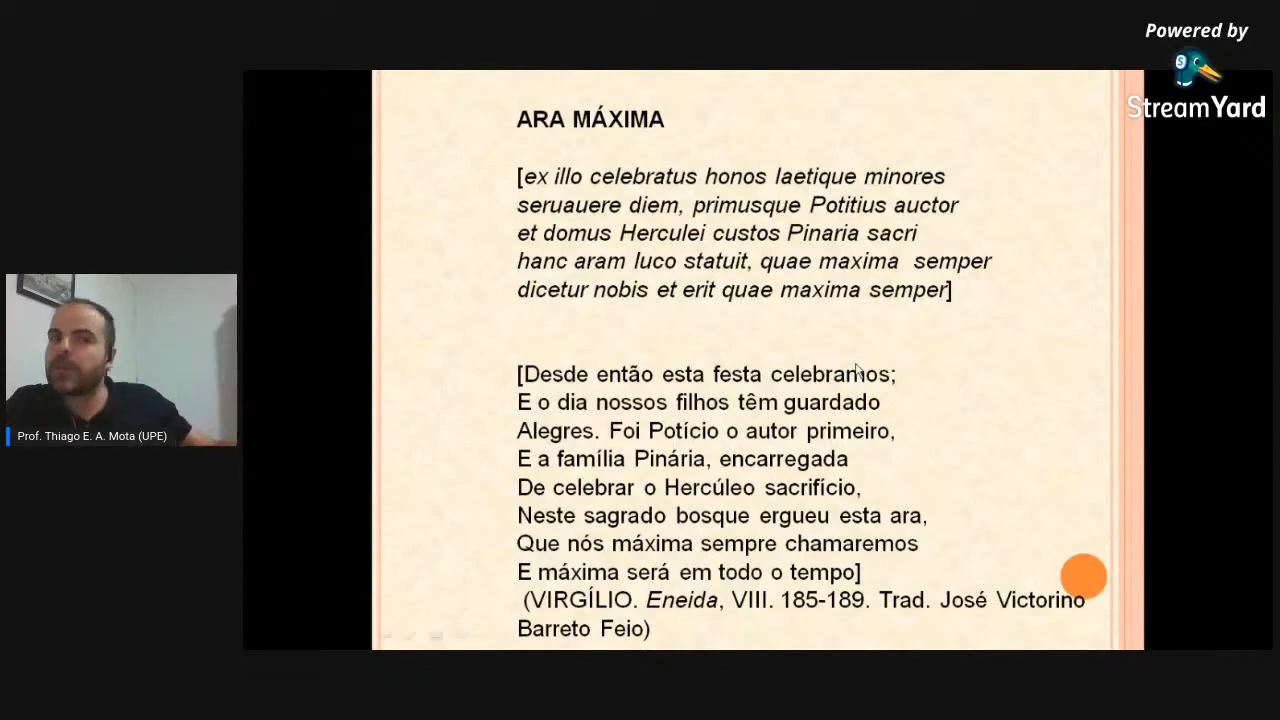 Powered by
StreamYard
ARA MÁXIMA
[ex illo celebratus honos laetique minores
seruauere diem, primusque Potitius auctor
et domus Herculei custos Pinaria sacri
hanc aram luco statuit, quae maxima semper
dicetur nobis et erit quae maxima semper]
[Desde então esta festa celebramos;
E o dia nossos filhos têm guardado
Alegres. Foi Potício o autor primeiro,
E a família Pinária, encarregada
De celebrar o Hercúleo sacrifício,
Neste sagrado bosque ergueu esta ara,
Que nós máxima sempre chamaremos
E máxima será em todo o tempo]
(VIRGÍLIO. Eneida, VIII. 185-189. Trad. José Victorino
Barreto Feio)
Prof. Thiago E. A. Mota (UPE)